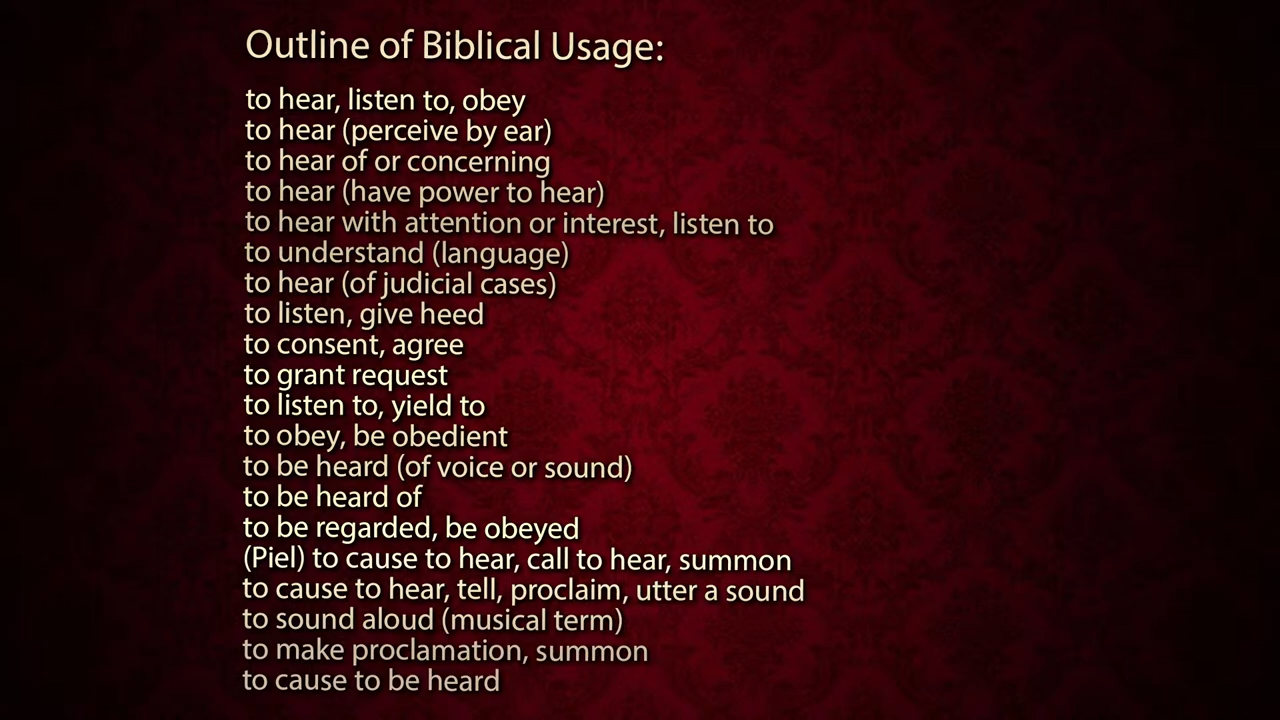 Outline of Biblical Usage:
to hear, listen to, obey
to hear (perceive by ear)
to hear of or concerning
to hear (have power to hear)
to hear with attention or interest, listen to
to understand (language)
to hear (of judicial cases)
to listen, give heed
to consent, agree
to grant request
to listen to, yield to
to obey, be obedient
to be heard (of voice or sound)
to be heard of
to be regarded, be obeyed
(Piel) to cause to hear, call to hear, summon
to cause to hear, tell, proclaim, utter a sound
to sound aloud (musical term)
to make proclamation, summon
to cause to be heard